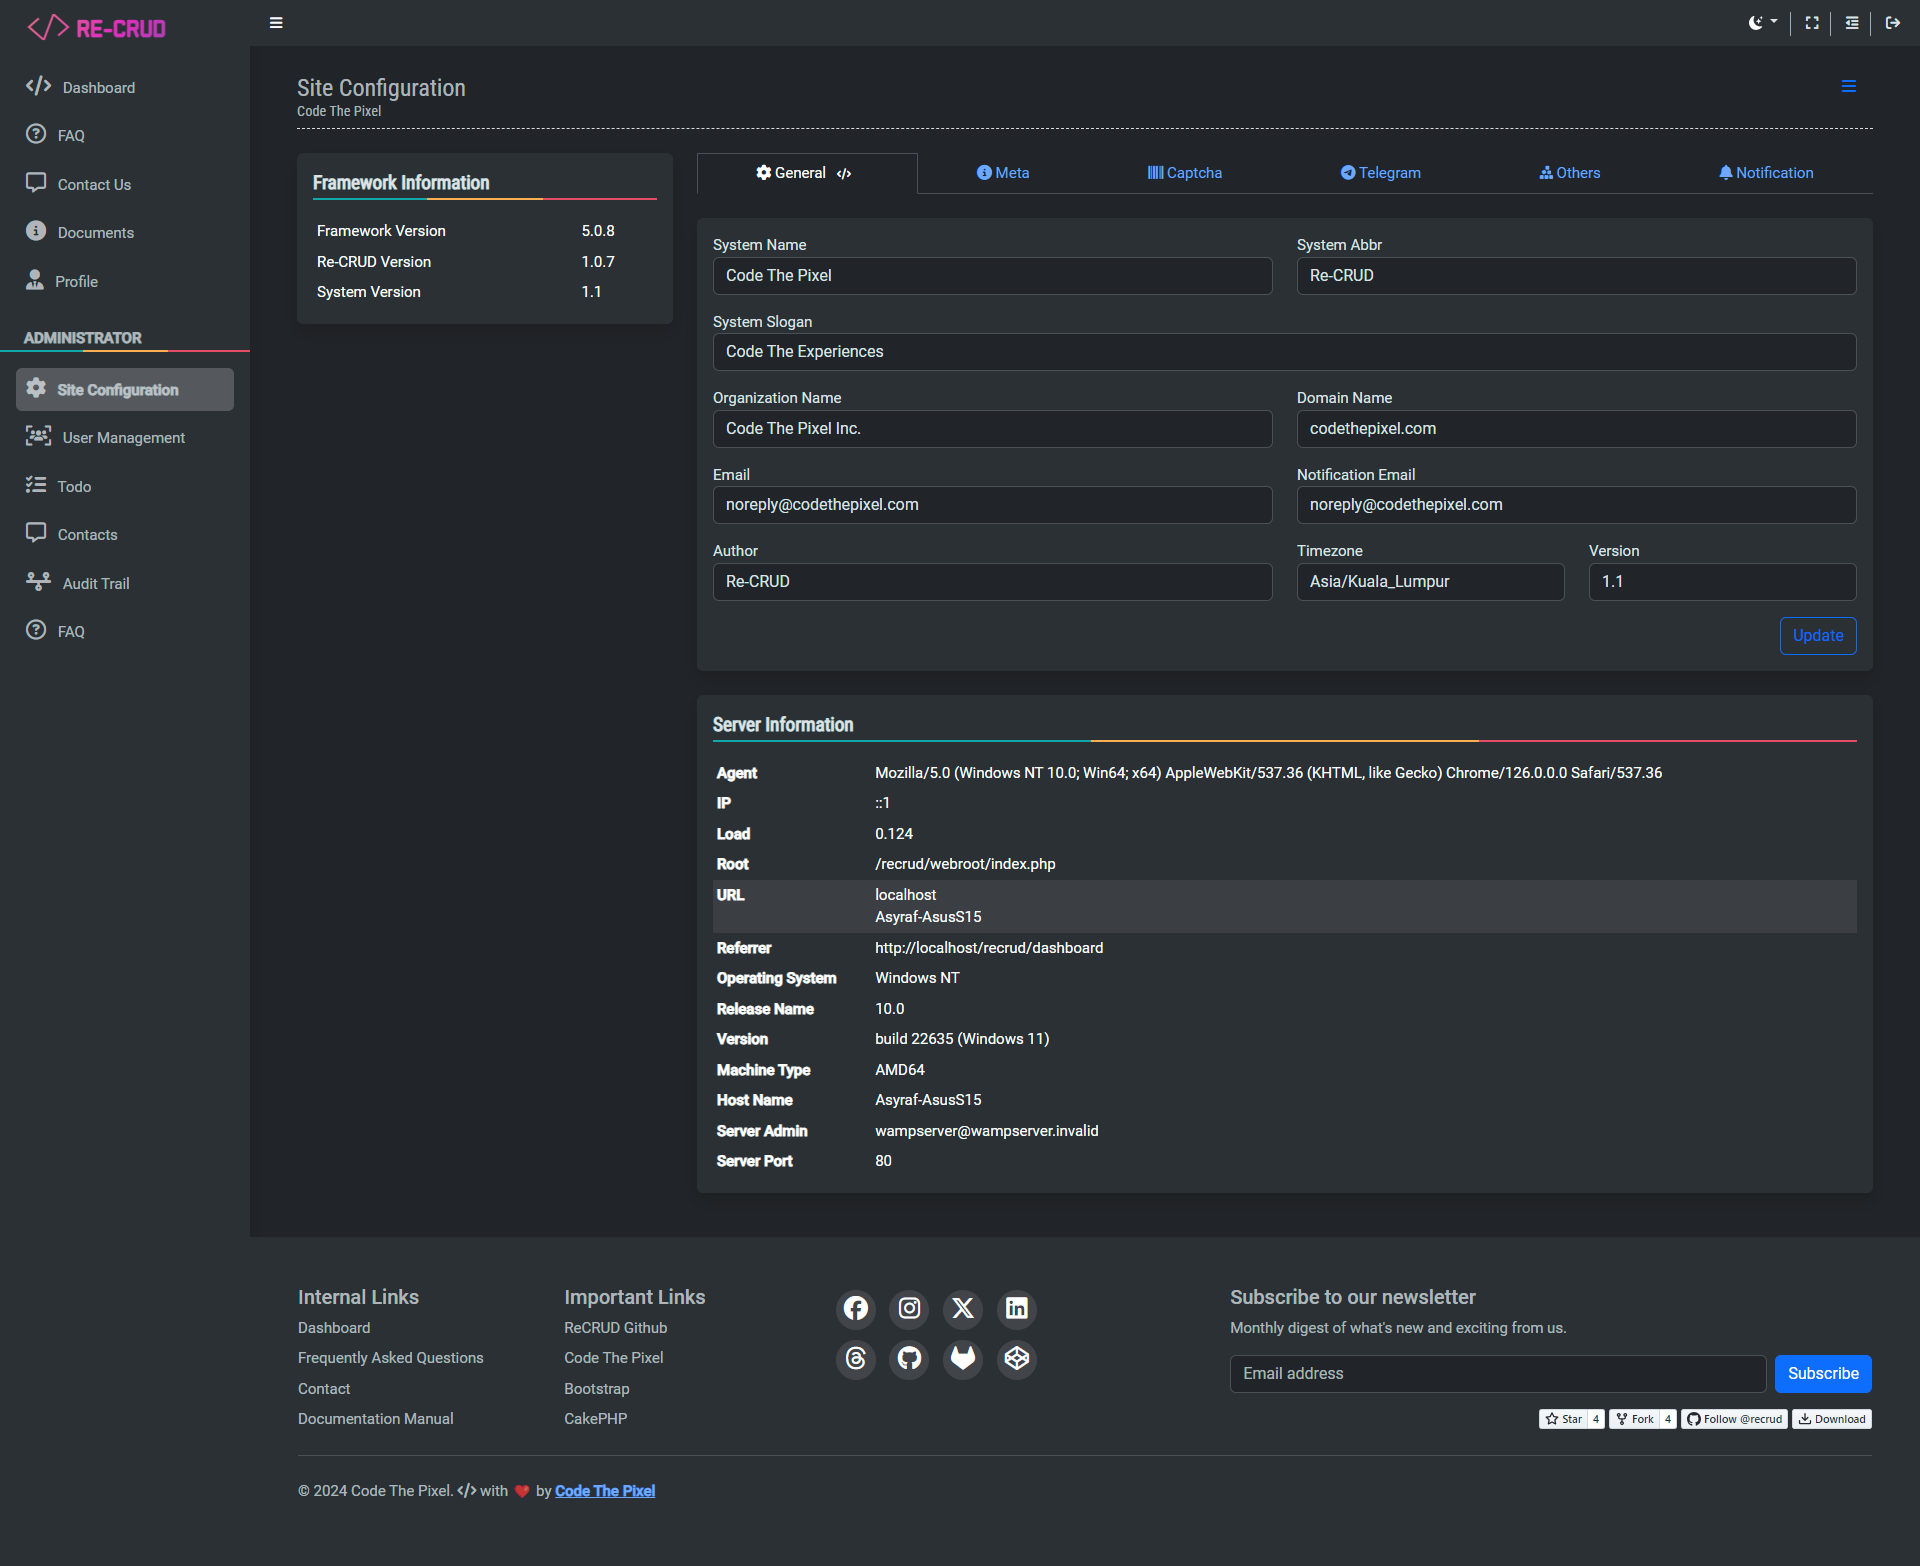 RE-CRUD
Dashboard
FAQ
Contact Us
Documents
Profile
ADMINISTRATOR
Site Configuration
User Management
Todo
Contacts
Audit Trail
FAQ
Site Configuration
Code The Pixel
Framework Information
Framework Version 5.0.8
Re-CRUD Version 1.0.7
System Version 1.1
General Meta Captcha Telegram Others Notification
System Name System Abbr
Code The Pixel Re-CRUD
System Slogan
Code The Experiences
Organization Name Domain Name
Code The Pixel Inc. codethepixel.com
Email Notification Email
noreply@codethepixel.com noreply@codethepixel.com
Author Timezone Version
Re-CRUD Asia/Kuala_Lumpur 1.1
Update
Server Information
Agent Mozilla/5.0 (Windows NT 10.0; Win64; x64) AppleWebKit/537.36 (KHTML, like Gecko) Chrome/126.0.0.0 Safari/537.36
IP ::1
Load 0.124
Root /recrud/webroot/index.php
URL localhost
Asyraf-AsusS15
Referrer http://localhost/recrud/dashboard
Operating System Windows NT
Release Name 10.0
Version build 22635 (Windows 11)
Machine Type AMD64
Host Name Asyraf-AsusS15
Server Admin wampserver@wampserver.invalid
Server Port 80
Internal Links
Dashboard
Frequently Asked Questions
Contact
Documentation Manual
Important Links
ReCRUD Github
Code The Pixel
Bootstrap
CakePHP
Subscribe to our newsletter
Monthly digest of what's new and exciting from us.
Email address Subscribe
Star 4 Fork 4 Follow @recrud Download
© 2024 Code The Pixel. </> with ❤ by Code The Pixel